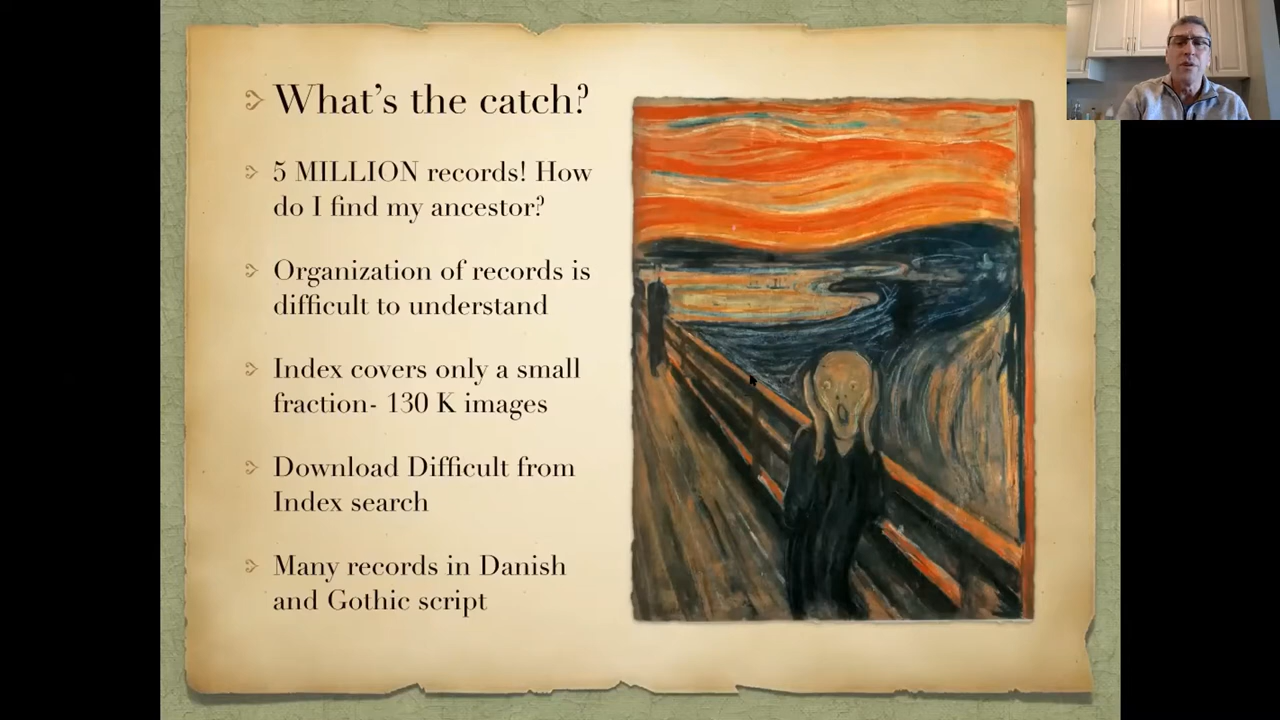 What's the catch?
5 MILLION records! How
do I find my ancestor?
Organization of records is
difficult to understand
Index covers only a small
fraction- 130 K images
Download Difficult from
Index search
Many records in Danish
and Gothic script